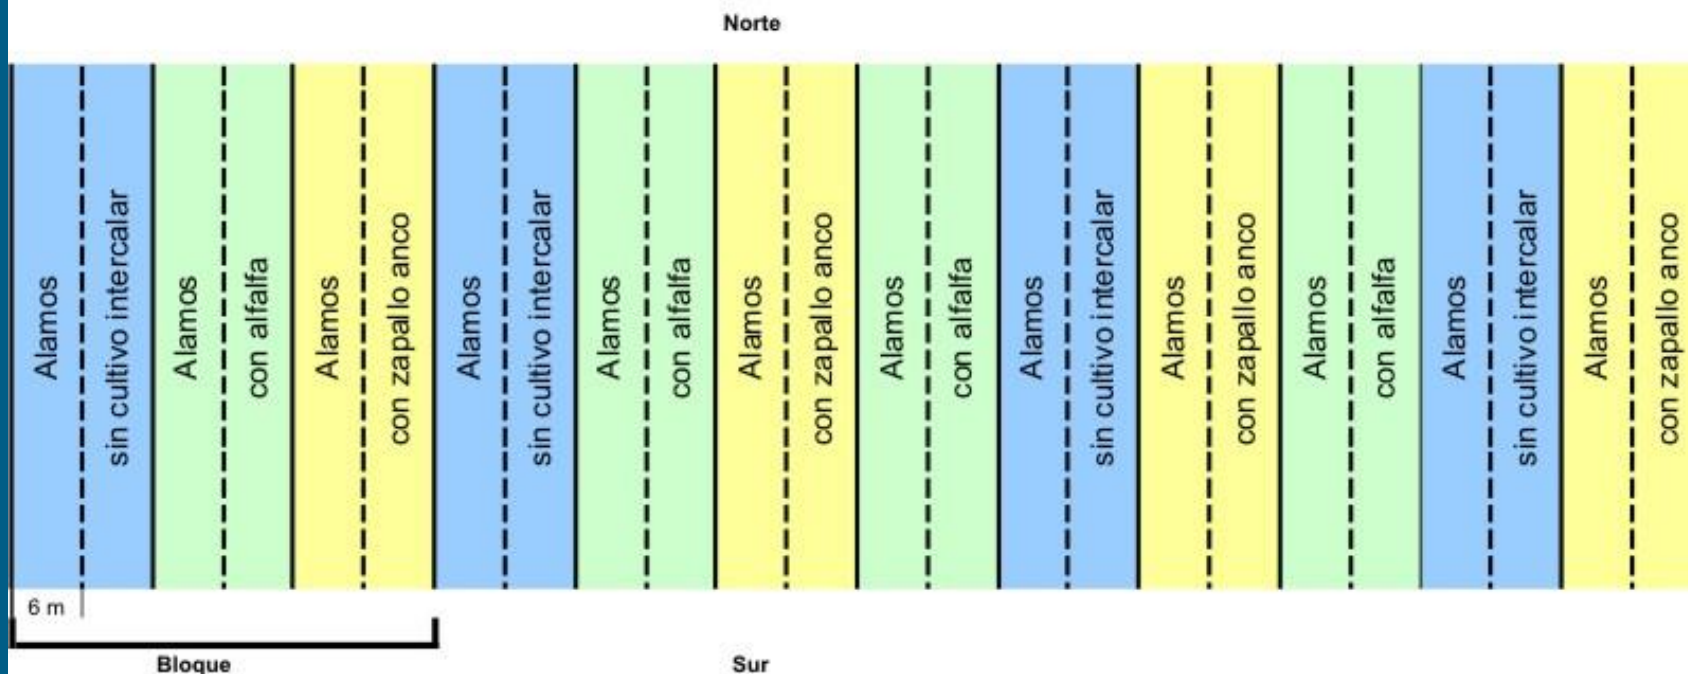 Norte
Alamos
sin cultivo intercalar
Alamos
con alfalfa
Alamos
con zapallo anco
Alamos
sin cultivo intercalar
Alamos
con alfalfa
Alamos
con zapallo anco
Alamos
con alfalfa
Alamos
sin cultivo intercalar
Alamos
con zapallo anco
Alamos
con alfalfa
Alamos
sin cultivo intercalar
Alamos
con zapallo anco
6 m
Bloque
Sur